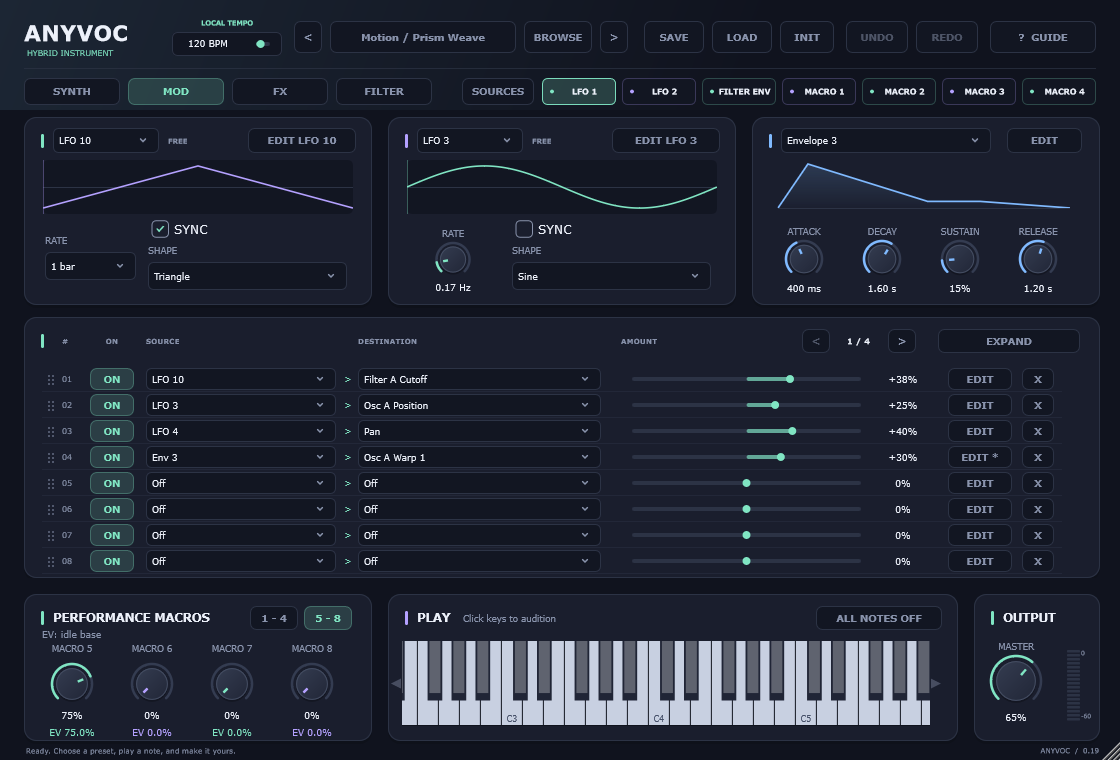 ANYVOC
HYBRID INSTRUMENT
LOCAL TEMPO
120 BPM
< Motion / Prism Weave BROWSE > SAVE LOAD INIT UNDO REDO ? GUIDE
SYNTH MOD FX FILTER SOURCES LFO 1 LFO 2 FILTER ENV MACRO 1 MACRO 2 MACRO 3 MACRO 4
LFO 10 FREE EDIT LFO 10
SYNC
RATE
1 bar
SHAPE
Triangle
LFO 3 FREE EDIT LFO 3
SYNC
RATE
0.17 Hz
SHAPE
Sine
Envelope 3 EDIT
ATTACK DECAY SUSTAIN RELEASE
400 ms 1.60 s 15% 1.20 s
# ON SOURCE DESTINATION AMOUNT < 1 / 4 > EXPAND
01 ON LFO 10 > Filter A Cutoff +38% EDIT X
02 ON LFO 3 > Osc A Position +25% EDIT X
03 ON LFO 4 > Pan +40% EDIT X
04 ON Env 3 > Osc A Warp 1 +30% EDIT * X
05 ON Off > Off 0% EDIT X
06 ON Off > Off 0% EDIT X
07 ON Off > Off 0% EDIT X
08 ON Off > Off 0% EDIT X
PERFORMANCE MACROS 1 - 4 5 - 8
EV: idle base
MACRO 5 MACRO 6 MACRO 7 MACRO 8
75% 0% 0% 0%
EV 75.0% EV 0.0% EV 0.0% EV 0.0%
PLAY Click keys to audition ALL NOTES OFF
C3 C4 C5
OUTPUT
MASTER
65%
0
-60
Ready. Choose a preset, play a note, and make it yours.
ANYVOC / 0.19